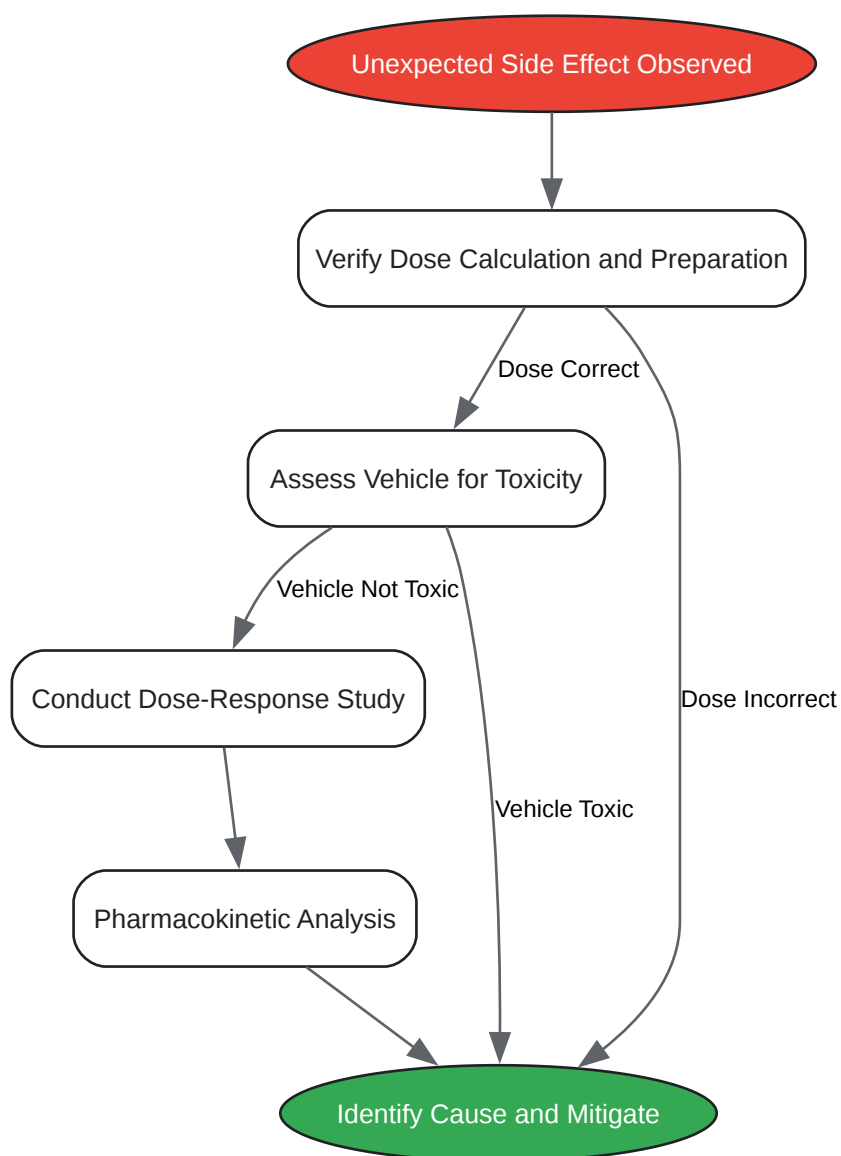 Unexpected Side Effect Observed
Verify Dose Calculation and Preparation
Dose Correct
Assess Vehicle for Toxicity
Vehicle Not Toxic
Conduct Dose-Response Study
Dose Incorrect
Vehicle Toxic
Pharmacokinetic Analysis
Identify Cause and Mitigate